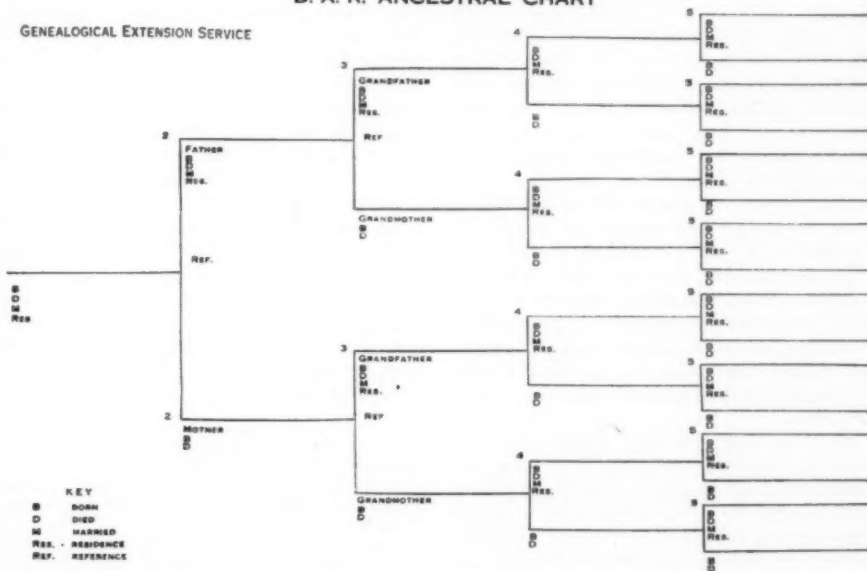 D. A. R. ANCESTRAL CHART
GENEALOGICAL EXTENSION SERVICE
B
D
M
RES
2
FATHER
B
D
M
RES.
REF.
2
MOTHER
B
D
3
GRANDFATHER
B
D
M
RES.
REF
GRANDMOTHER
B
D
3
GRANDFATHER
B
D
M
RES.
REF
GRANDMOTHER
B
D
4
B
D
M
RES.
B
D
4
B
D
M
RES.
B
D
4
B
D
M
RES.
B
D
4
B
D
M
RES.
B
D
5
B
D
M
RES.
B
D
5
B
D
M
RES.
B
D
5
B
D
M
RES.
B
D
5
B
D
M
RES.
B
D
5
B
D
M
RES.
B
D
5
B
D
M
RES.
B
D
5
B
D
M
RES.
B
D
5
B
D
M
RES.
B
D
KEY
B BORN
D DIED
M MARRIED
RES. - RESIDENCE
REF. REFERENCE